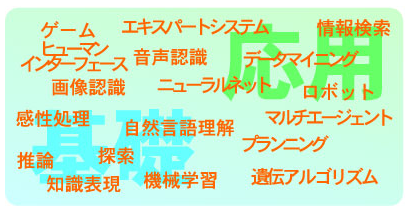 ゲーム
エキスパートシステム
情報検索
ヒューマン
インターフェース
音声認識
応用
データマイニング
画像認識
ニューラルネット
ロボット
感性処理
基礎
自然言語理解
マルチエージェント
プランニング
推論
探索
知識表現
機械学習
遺伝アルゴリズム